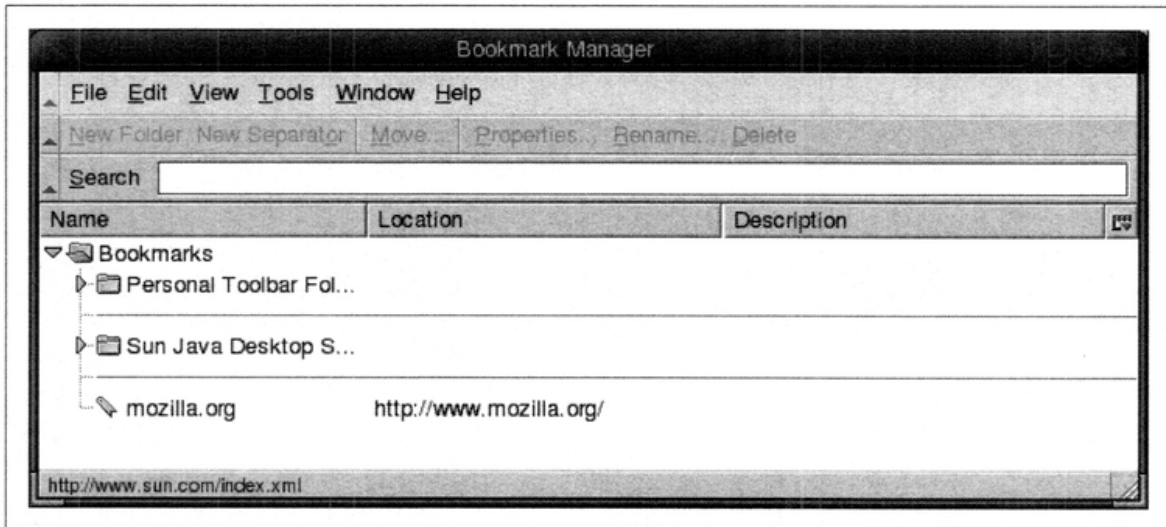 Bookmark Manager
File Edit View Tools Window Help
New Folder New Separator Move... Properties... Rename... Delete
Search
Name Location Description
Bookmarks
Personal Toolbar Fol...
Sun Java Desktop S...
mozilla.org http://www.mozilla.org/
http://www.sun.com/index.xml